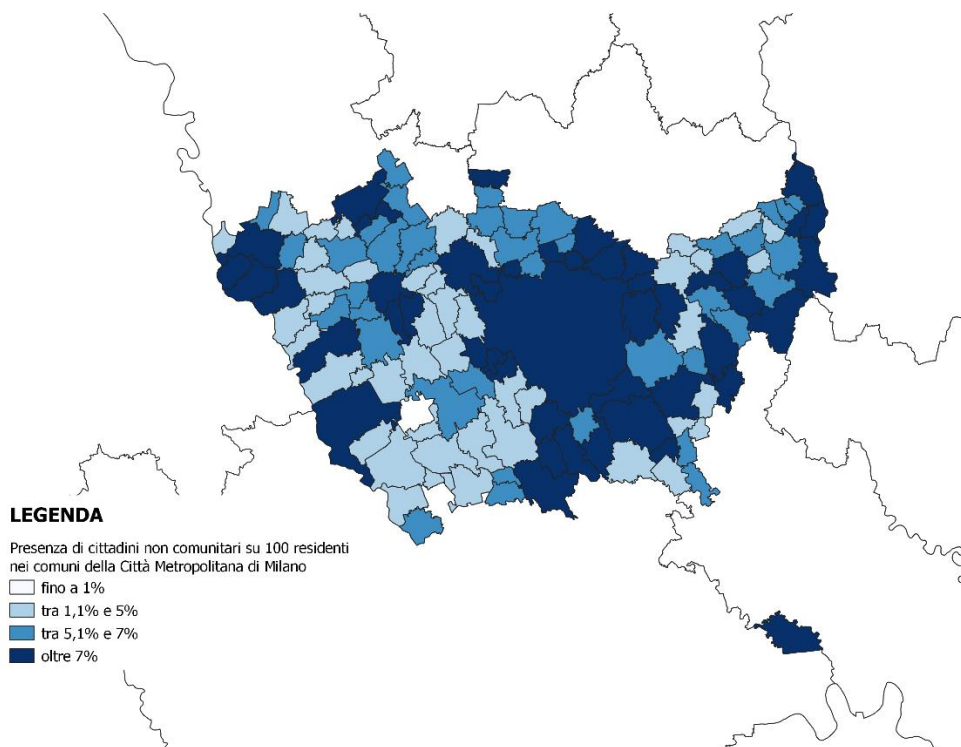 LEGENDA
Presenza di cittadini non comunitari su 100 residenti
nei comuni della Città Metropolitana di Milano
fino a 1%
tra 1,1% e 5%
tra 5,1% e 7%
oltre 7%